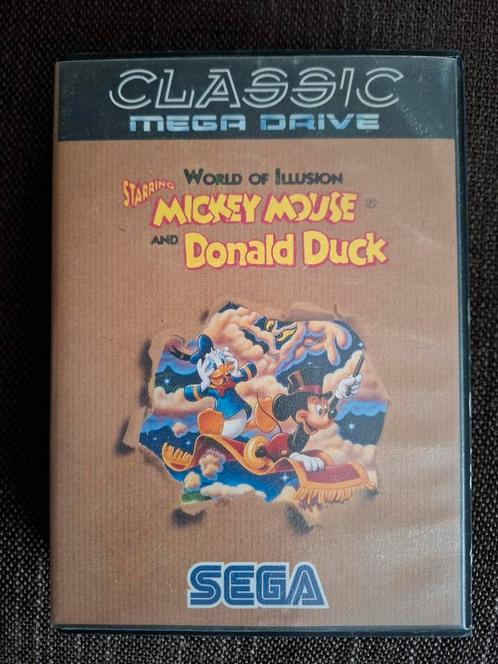 CLASSIC
MEGA DRIVE
WORLD OF ILLUSION
STARRING
MICKEY MOUSE ®
AND Donald Duck
SEGA